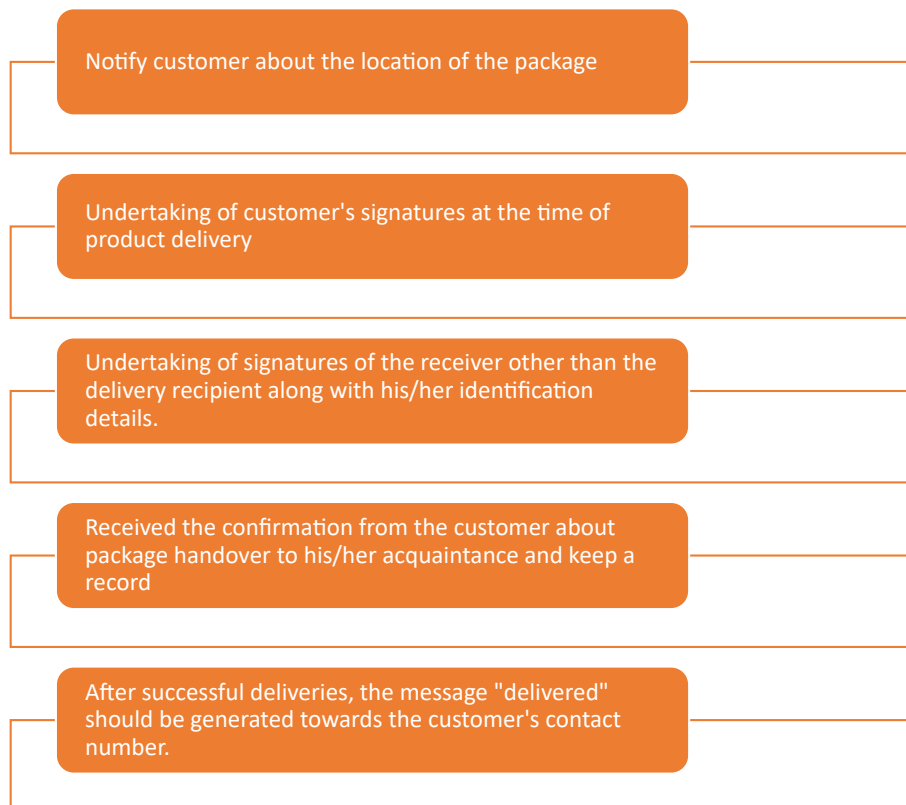 Notify customer about the location of the package
Undertaking of customer's signatures at the time of
product delivery
Undertaking of signatures of the receiver other than the
delivery recipient along with his/her identification
details.
Received the confirmation from the customer about
package handover to his/her acquaintance and keep a
record
After successful deliveries, the message "delivered"
should be generated towards the customer's contact
number.